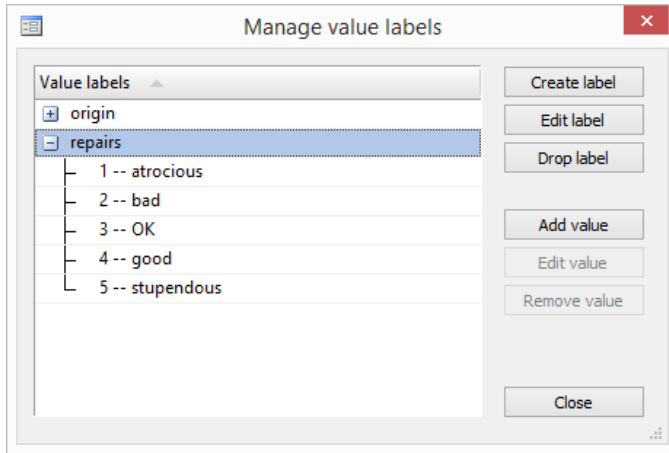 Manage value labels
Value labels
origin
repairs
1 -- atrocious
2 -- bad
3 -- OK
4 -- good
5 -- stupendous
Create label
Edit label
Drop label
Add value
Edit value
Remove value
Close